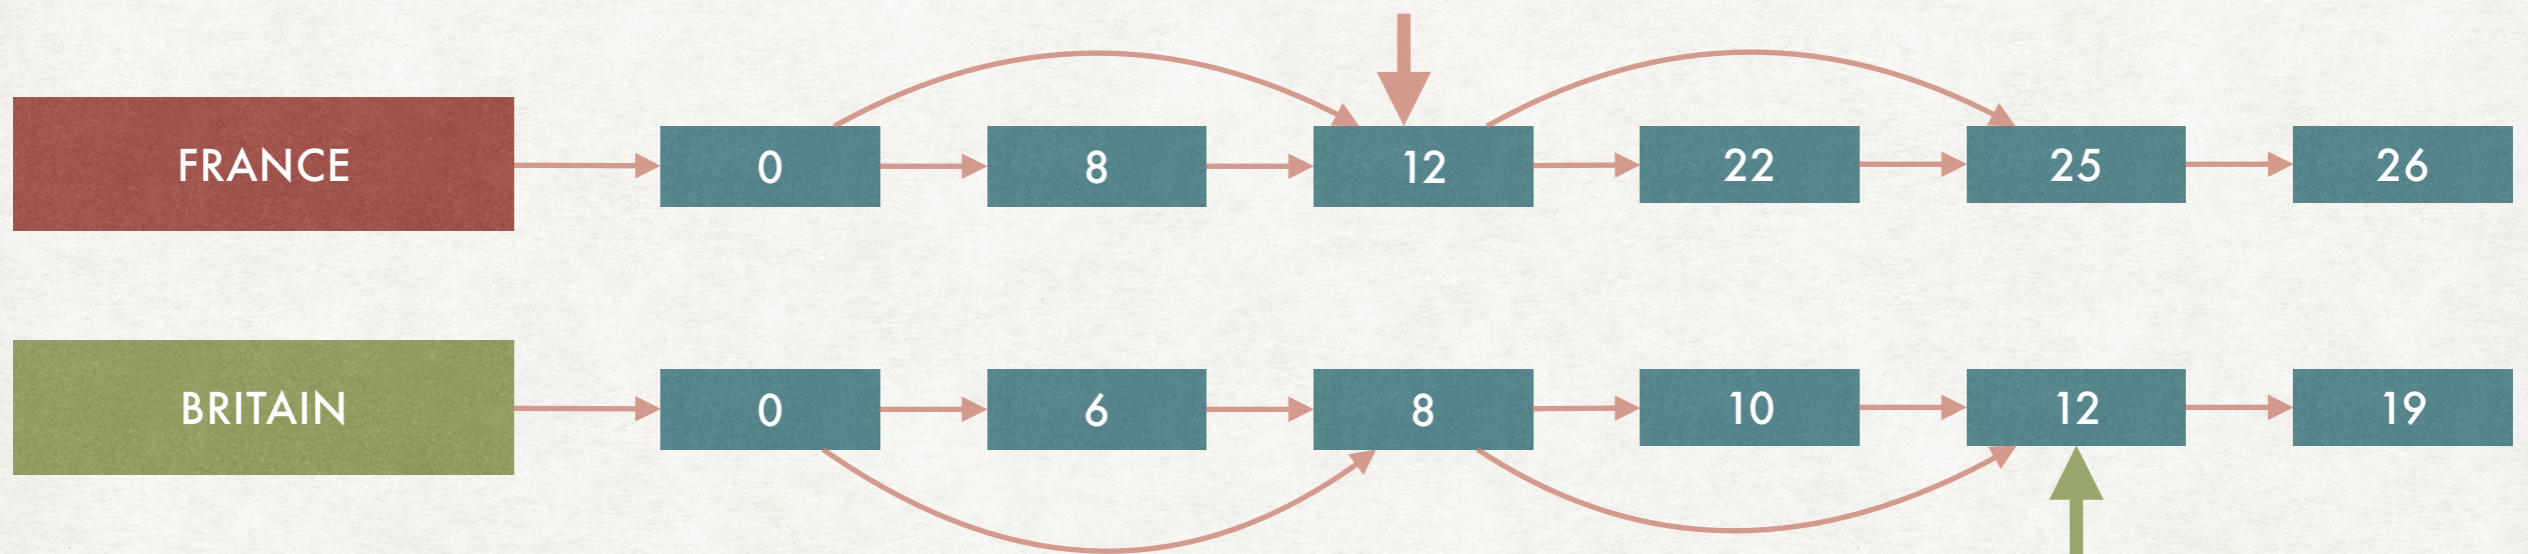 FRANCE 0 8 12 22 25 26
BRITAIN 0 6 8 10 12 19